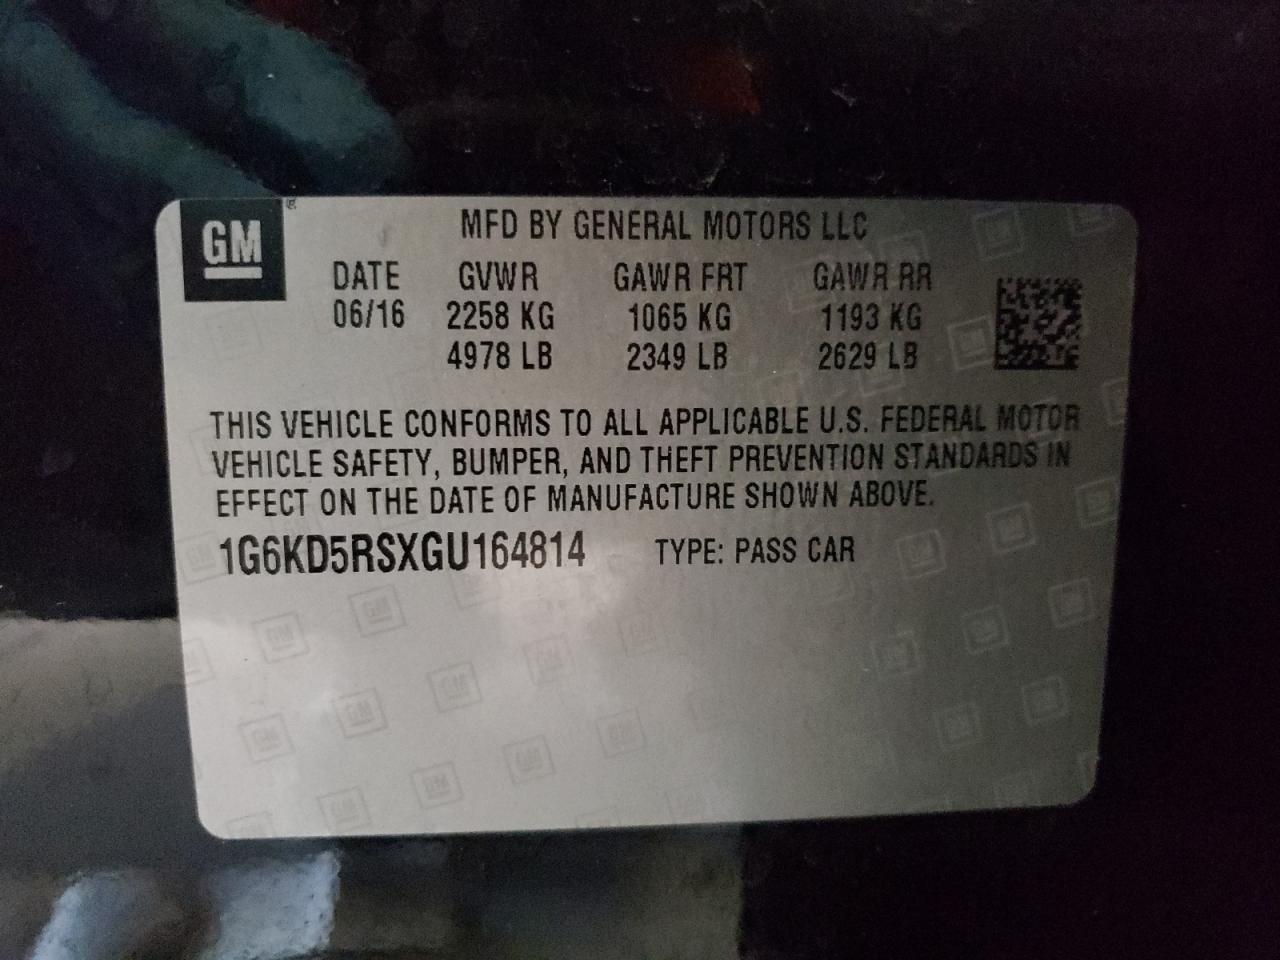 GM
MFD BY GENERAL MOTORS LLC
DATE GVWR GAWR FRT GAWR RR
06/16 2258 KG 1065 KG 1193 KG
4978 LB 2349 LB 2629 LB
THIS VEHICLE CONFORMS TO ALL APPLICABLE U.S. FEDERAL MOTOR
VEHICLE SAFETY, BUMPER, AND THEFT PREVENTION STANDARDS IN
EFFECT ON THE DATE OF MANUFACTURE SHOWN ABOVE.
1G6KD5RSXGU164814 TYPE: PASS CAR